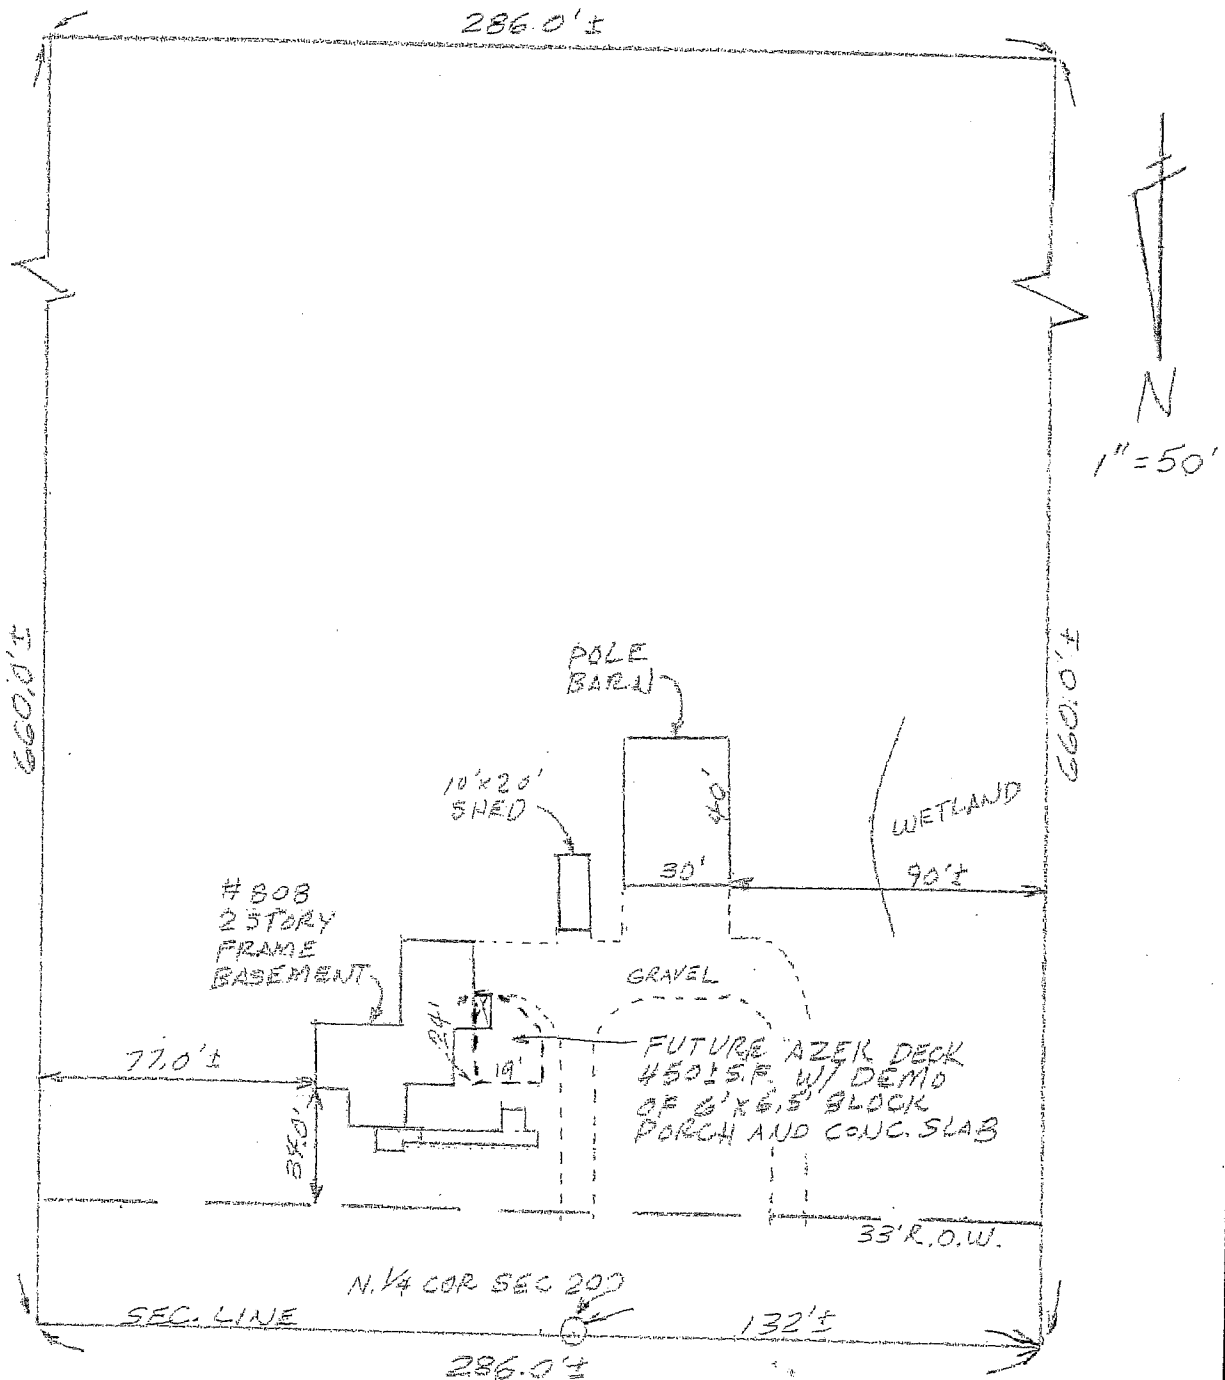 286.0'±
N
1"=50'
660.0'±
660.0'±
POLE
BARN
10'x20'
SHED
40'
30'
WETLAND
90'±
#808
2 STORY
FRAME
BASEMENT
GRAVEL
24'
19'
FUTURE AZEK DECK
450±S.F. W/ DEMO
OF 6'x6.5' BLOCK
PORCH AND CONC. SLAB
77.0'±
33'R.O.W.
N.1/4 COR SEC 20
SEC. LINE
132'±
286.0'±